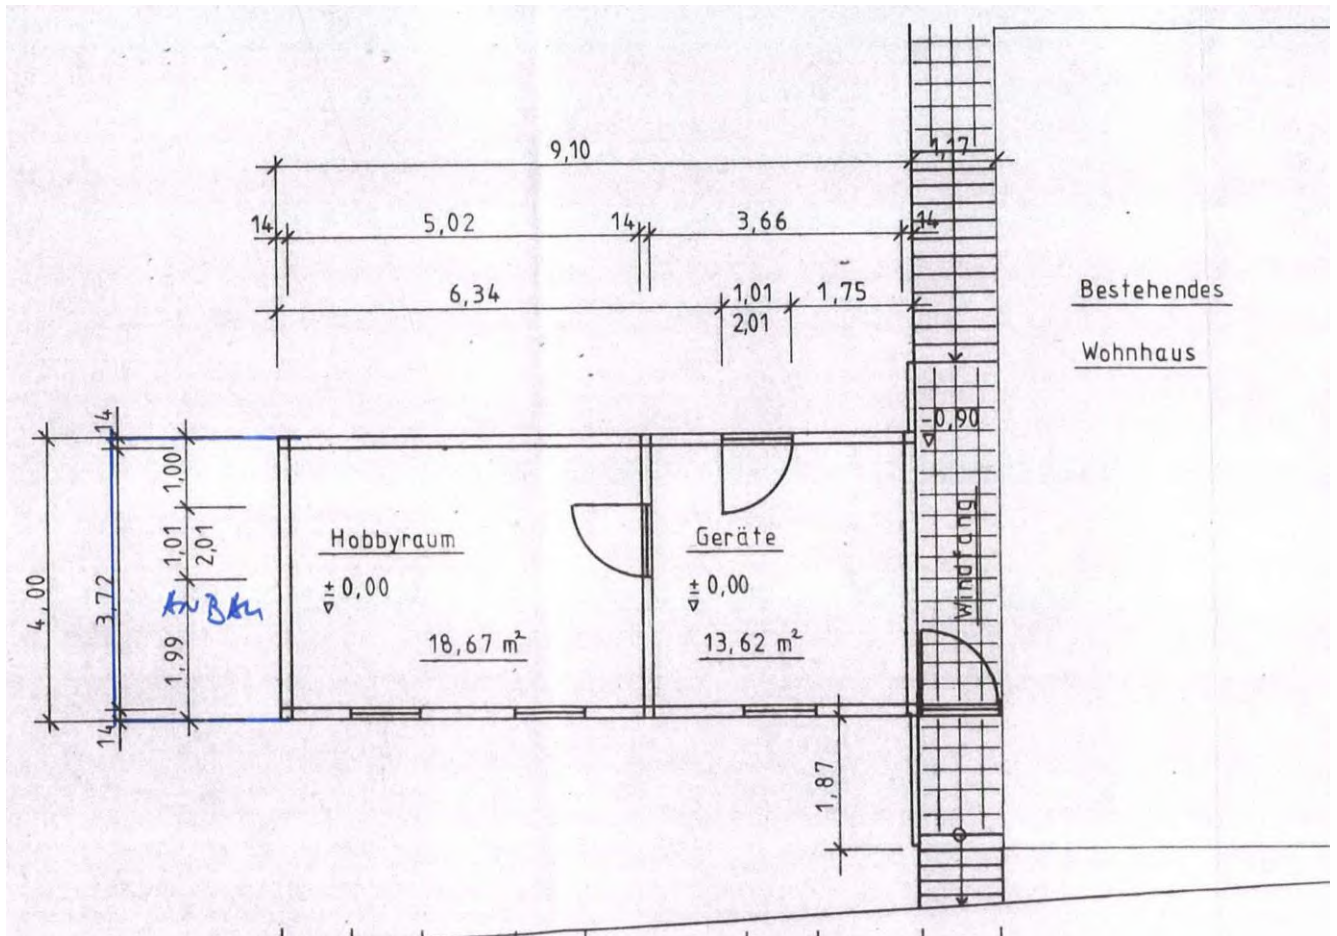 9,10
1,17
14
5,02
14
3,66
14
6,34
1,01
2,01
1,75
Bestehendes
Wohnhaus
14
-0,90
1,00
Hobbyraum
Geräte
1,01
2,01
± 0,00
± 0,00
Windfang
4,00
3,72
ANBAU
18,67 m²
13,62 m²
1,99
14
1,87